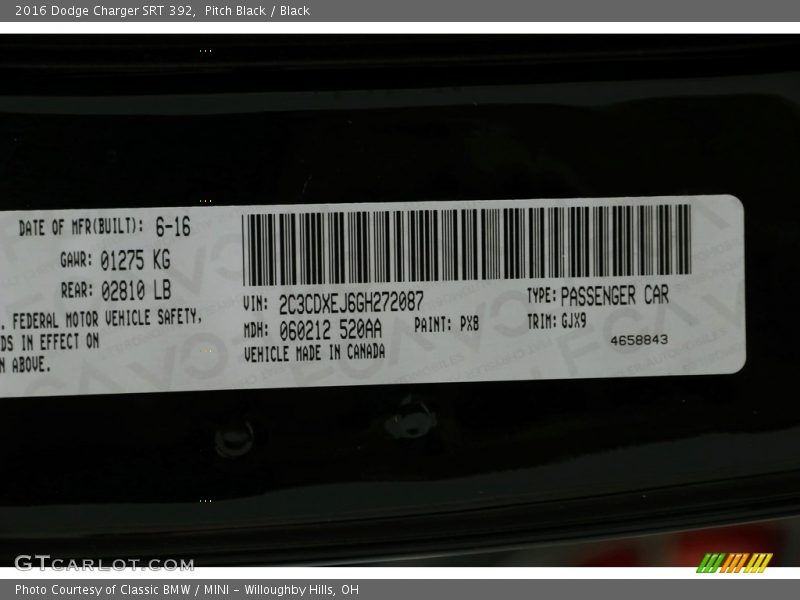 2016 Dodge Charger SRT 392,  Pitch Black / Black
DATE OF MFR(BUILT): 6-16
GAWR: 01275 KG
REAR: 02810 LB
. FEDERAL MOTOR VEHICLE SAFETY,
DS IN EFFECT ON
N ABOVE.
VIN: 2C3CDXEJ6GH272087
TYPE: PASSENGER CAR
MDH: 060212 520AA
PAINT: PX8
TRIM: GJX9
VEHICLE MADE IN CANADA
4658843
GTCARLOT.COM
Photo Courtesy of Classic BMW / MINI – Willoughby Hills, OH